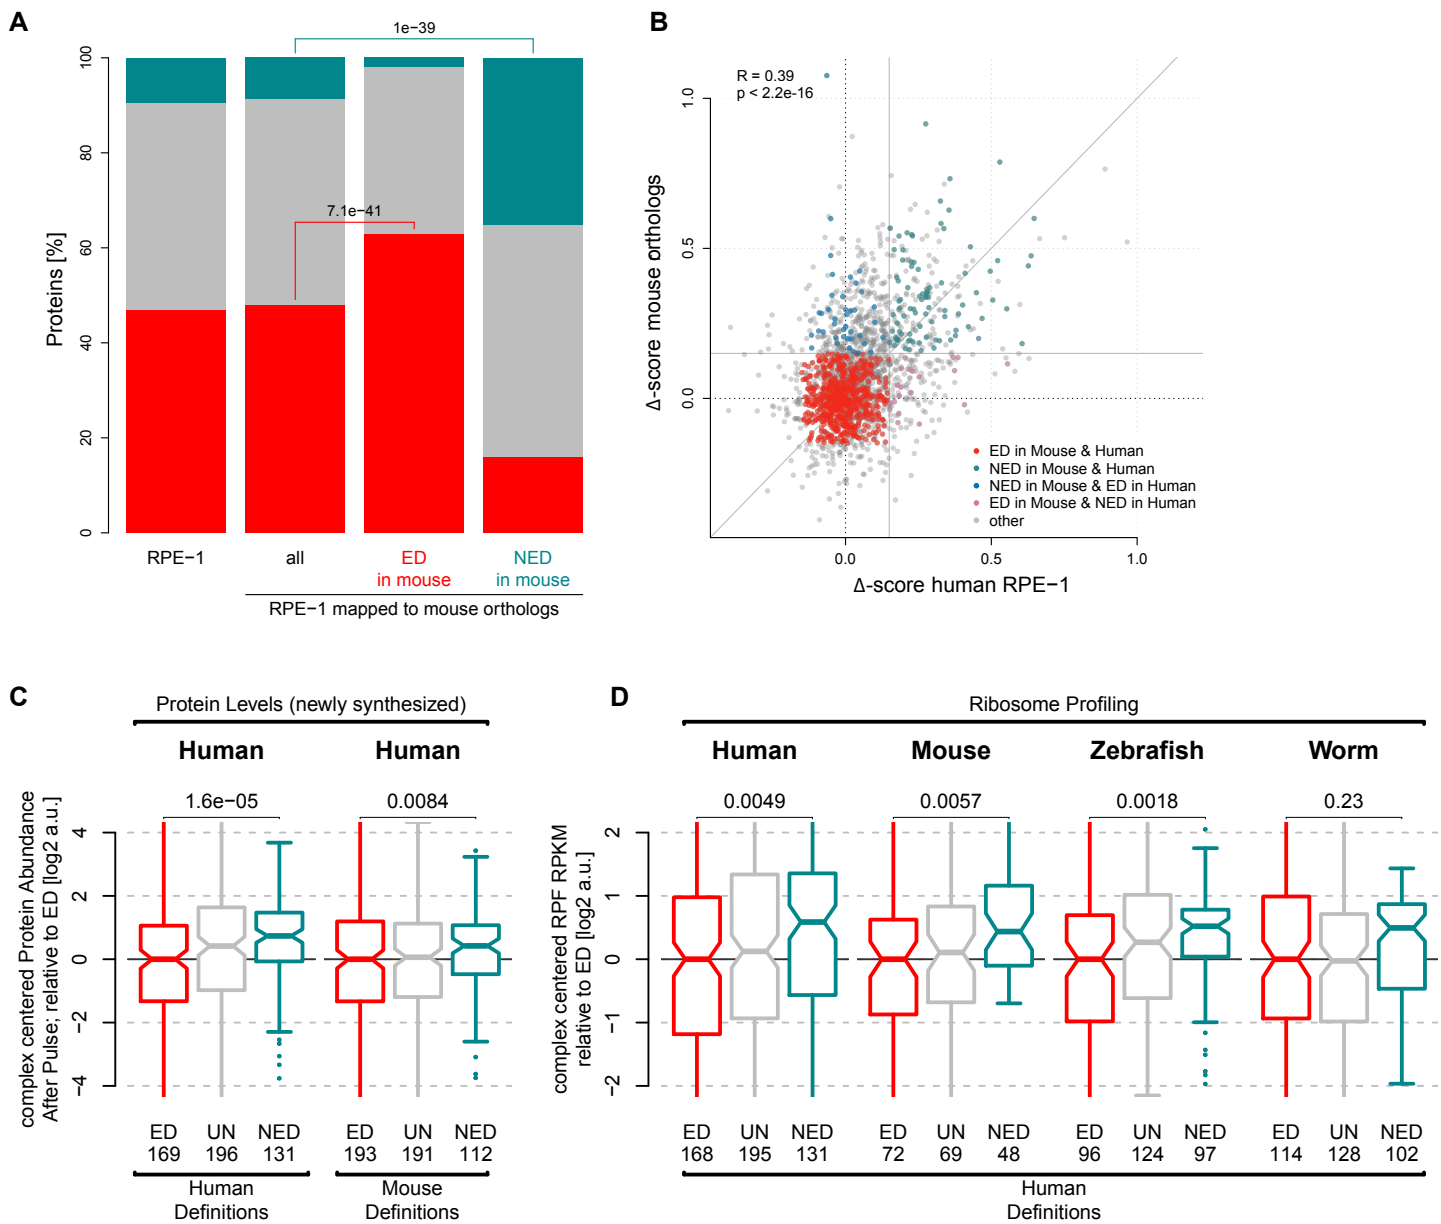 A
1e−39
7.1e−41
Proteins [%]
0
20
40
60
80
100
RPE−1
all
ED
in mouse
NED
in mouse
RPE−1 mapped to mouse orthologs
B
R = 0.39
p < 2.2e-16
Δ-score mouse orthologs
0.0
0.5
1.0
ED in Mouse & Human
NED in Mouse & Human
NED in Mouse & ED in Human
ED in Mouse & NED in Human
other
0.0
0.5
1.0
Δ-score human RPE−1
C
Protein Levels (newly synthesized)
Human
Human
1.6e−05
0.0084
complex centered Protein Abundance
After Pulse; relative to ED [log2 a.u.]
4
2
0
−2
−4
ED
UN
NED
ED
UN
NED
169
196
131
193
191
112
Human
Definitions
Mouse
Definitions
D
Ribosome Profiling
Human
Mouse
Zebrafish
Worm
0.0049
0.0057
0.0018
0.23
complex centered RPF RPKM
relative to ED [log2 a.u.]
2
1
0
−1
−2
ED
UN
NED
ED
UN
NED
ED
UN
NED
ED
UN
NED
168
195
131
72
69
48
96
124
97
114
128
102
Human
Definitions